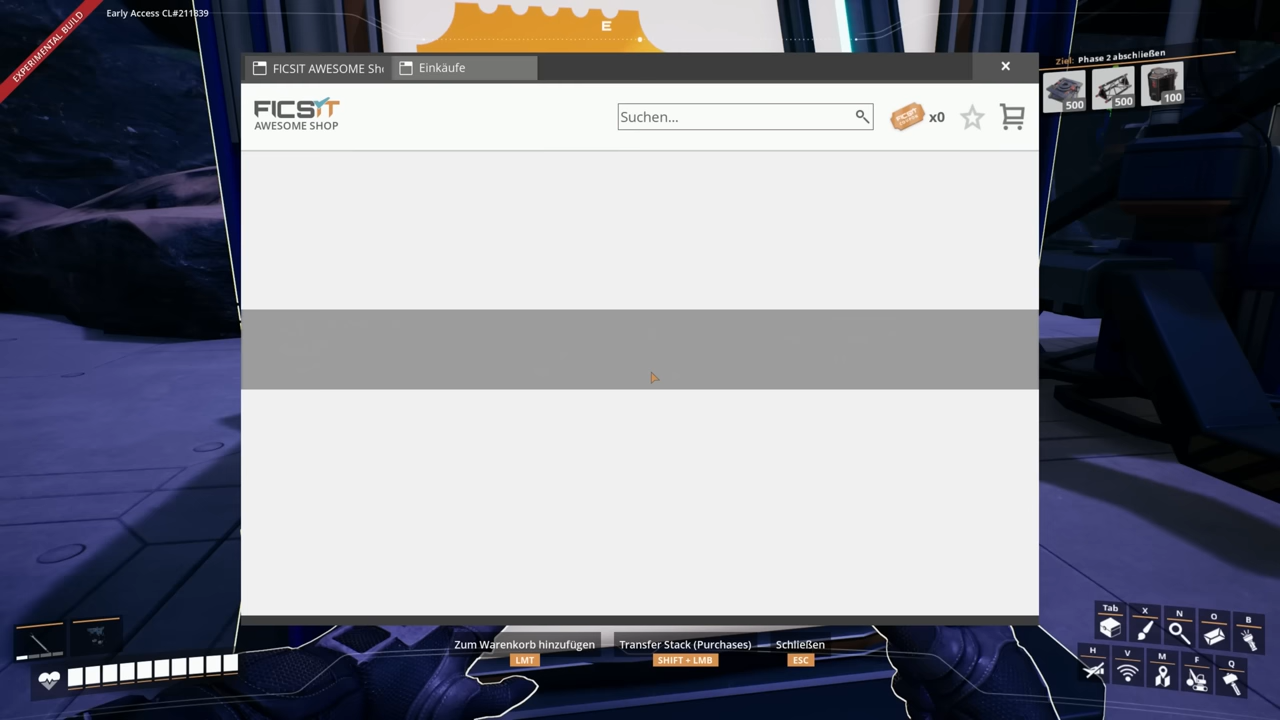 Early Access CL#211839
EXPERIMENTAL BUILD
E
FICSIT AWESOME Sh
Einkäufe
×
Ziel: Phase 2 abschließen
500
500
100
FICSIT
AWESOME SHOP
Suchen...
x0
Zum Warenkorb hinzufügen
LMT
Transfer Stack (Purchases)
SHIFT + LMB
Schließen
ESC
Tab
X
N
O
B
H
V
M
F
Q